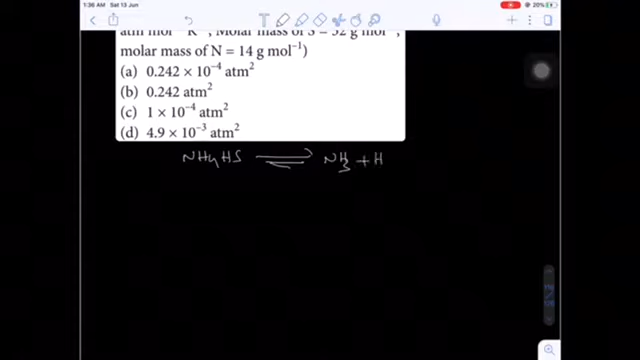 1:36 AM Sat 13 Jun
20%
atm mol⁻¹ K⁻¹, Molar mass of S = 32 g mol⁻¹,
molar mass of N = 14 g mol⁻¹)
(a) 0.242 × 10⁻⁴ atm²
(b) 0.242 atm²
(c) 1 × 10⁻⁴ atm²
(d) 4.9 × 10⁻³ atm²
NH₄HS ⇌ NH₃ + H